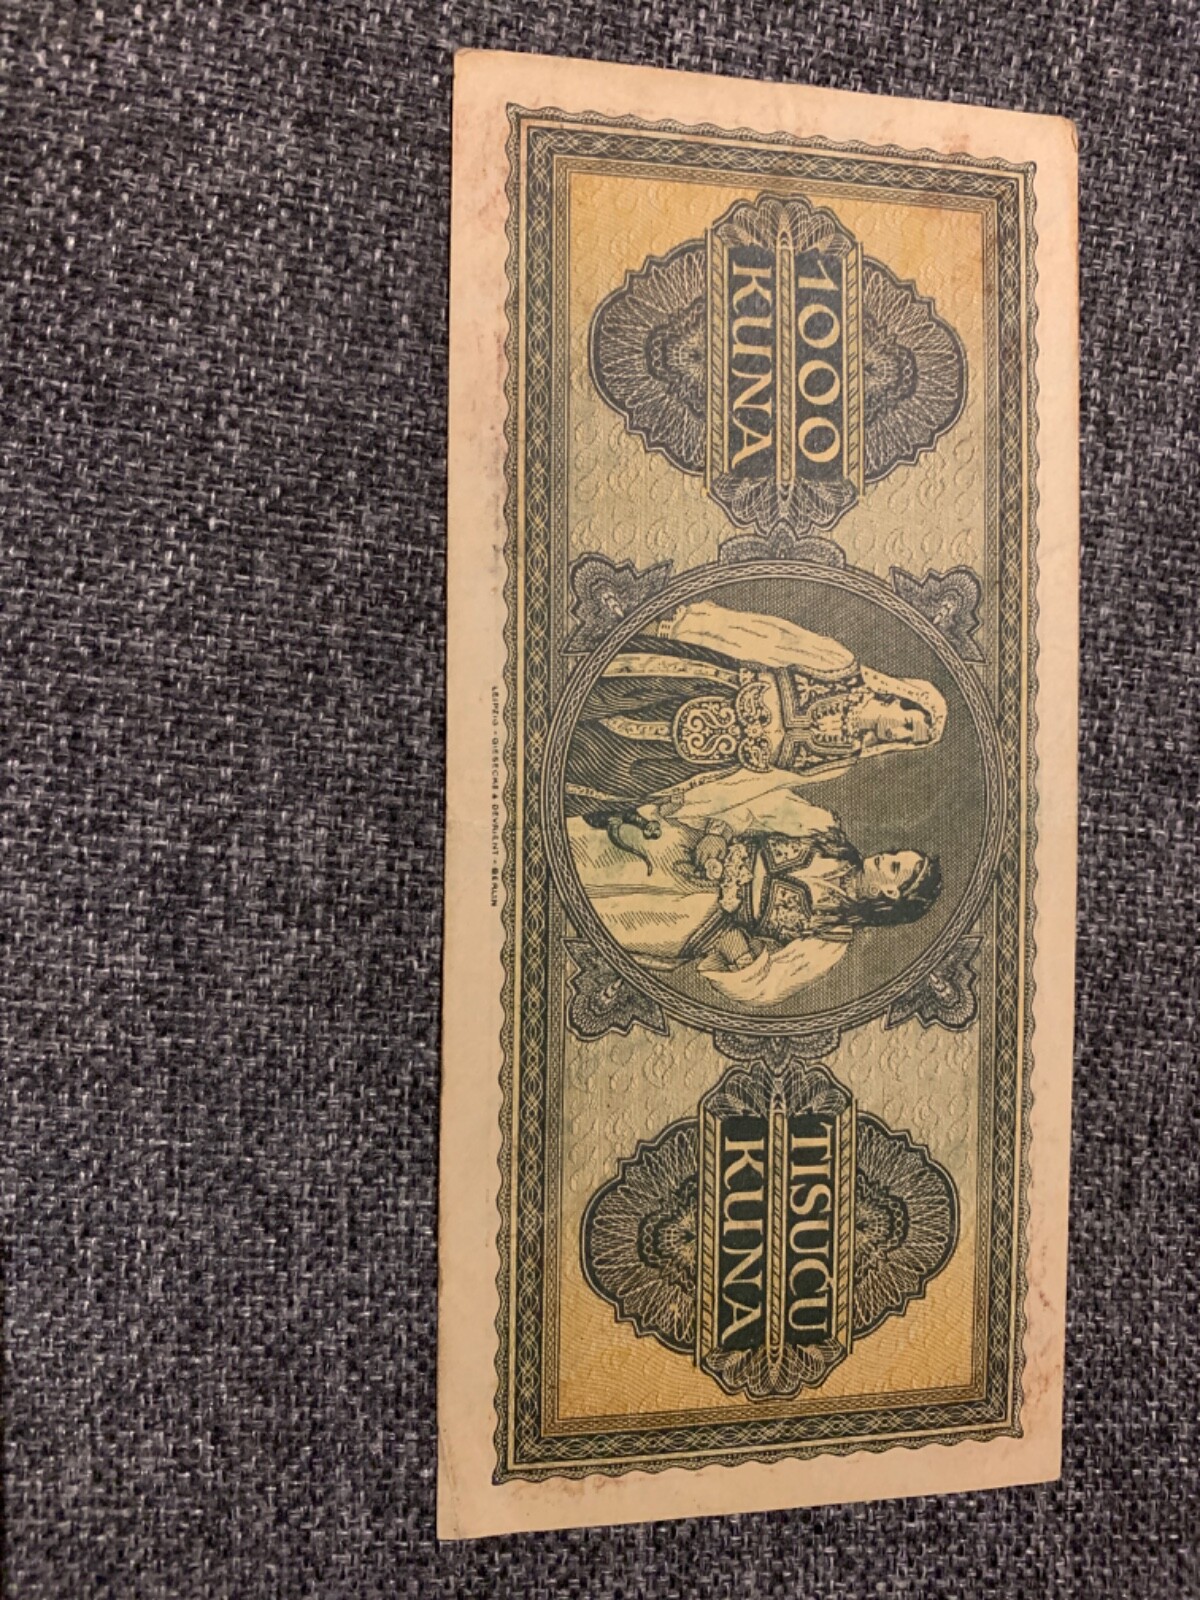 1000
KUNA
TISUĆU
KUNA
LEIPZIG · GIESECKE & DEVRIENT · BERLIN